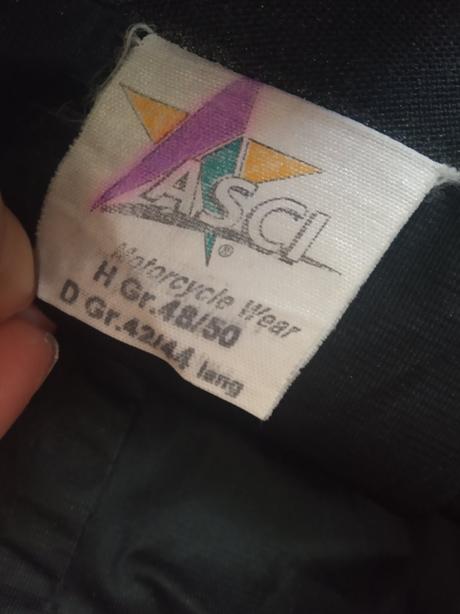 ASCI
®
Motorcycle Wear
H Gr.48/50
D Gr.42/44 lang